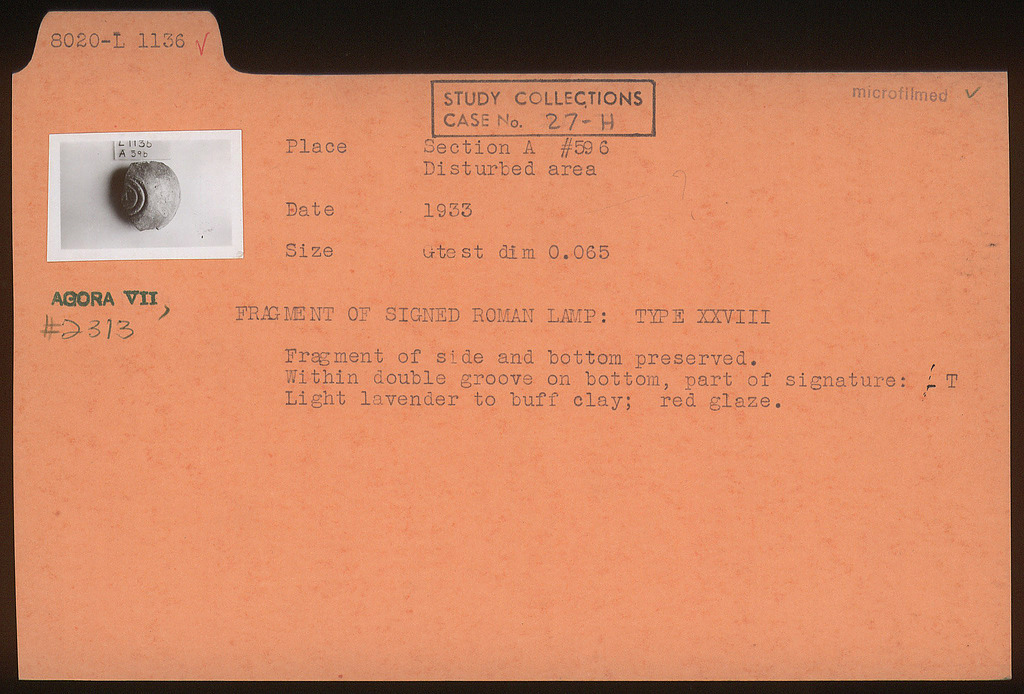 8020-L 1136 ✓
microfilmed ✓
STUDY COLLECTIONS
CASE No. 27-H
L 1136
A 596
Place Section A #596
Disturbed area
Date 1933
Size Gtest dim 0.065
AGORA VII,
#2313
FRAGMENT OF SIGNED ROMAN LAMP: TYPE XXVIII
Fragment of side and bottom preserved.
Within double groove on bottom, part of signature: T
Light lavender to buff clay; red glaze.